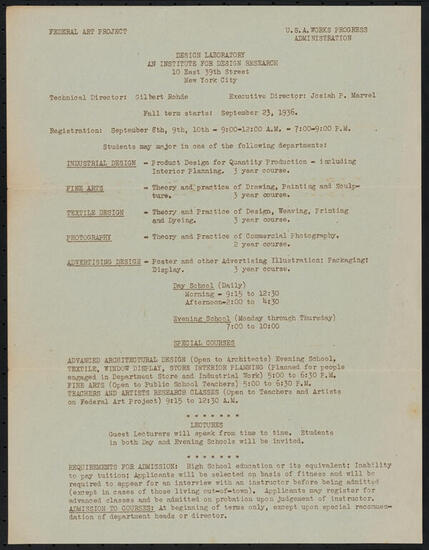 FEDERAL ART PROJECT
U.S.A. WORKS PROGRESS
ADMINISTRATION
DESIGN LABORATORY
AN INSTITUTE FOR DESIGN RESEARCH
10 East 39th Street
New York City
Technical Director: Gilbert Rohde
Executive Director: Josiah P. Marvel
Fall term starts: September 23, 1936.
Registration: September 8th, 9th, 10th - 9:00-12:00 A.M. - 7:00-9:00 P.M.
Students may major in one of the following departments:
INDUSTRIAL DESIGN - Product Design for Quantity Production - including
Interior Planning. 3 year course.
FINE ARTS - Theory and practice of Drawing, Painting and Sculp-
ture. 3 year course.
TEXTILE DESIGN - Theory and Practice of Design, Weaving, Printing
and Dyeing. 3 year course.
PHOTOGRAPHY - Theory and Practice of Commercial Photography.
2 year course.
ADVERTISING DESIGN - Poster and other Advertising Illustration: Packaging:
Display. 3 year course.
Day School (Daily)
Morning - 9:15 to 12:30
Afternoon-2:00 to 4:30
Evening School (Monday through Thursday)
7:00 to 10:00
SPECIAL COURSES
ADVANCED ARCHITECTURAL DESIGN (Open to Architects) Evening School,
TEXTILE, WINDOW DISPLAY, STORE INTERIOR PLANNING (Planned for people
engaged in Department Store and Industrial Work) 5:00 to 6:30 P.M.
FINE ARTS (Open to Public School Teachers) 5:00 to 6:30 P.M.
TEACHERS AND ARTISTS RESEARCH CLASSES (Open to Teachers and Artists
on Federal Art Project) 9:15 to 12:30 A.M.
* * * * * * *
LECTURES
Guest Lecturers will speak from time to time. Students
in both Day and Evening Schools will be invited.
* * * * * * *
REQUIREMENTS FOR ADMISSION: High School education or its equivalent; Inability
to pay tuition; Applicants will be selected on basis of fitness and will be
required to appear for an interview with an instructor before being admitted
(except in cases of those living out-of-town). Applicants may register for
advanced classes and be admitted on probation upon judgement of instructor.
ADMISSION TO COURSES: At beginning of terms only, except upon special recommen-
dation of department heads or director.